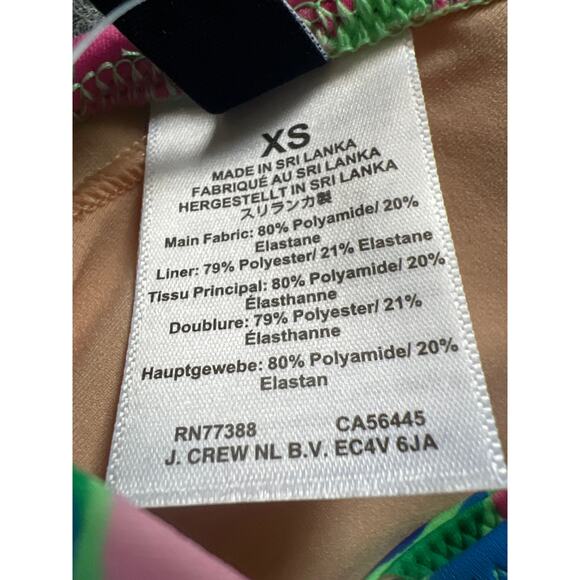 XS
MADE IN SRI LANKA
FABRIQUÉ AU SRI LANKA
HERGESTELLT IN SRI LANKA
スリランカ製
Main Fabric: 80% Polyamide/ 20%
Elastane
Liner: 79% Polyester/ 21% Elastane
Tissu Principal: 80% Polyamide/ 20%
Élasthanne
Doublure: 79% Polyester/ 21%
Élasthanne
Hauptgewebe: 80% Polyamide/ 20%
Elastan
RN77388 CA56445
J. CREW NL B.V. EC4V 6JA